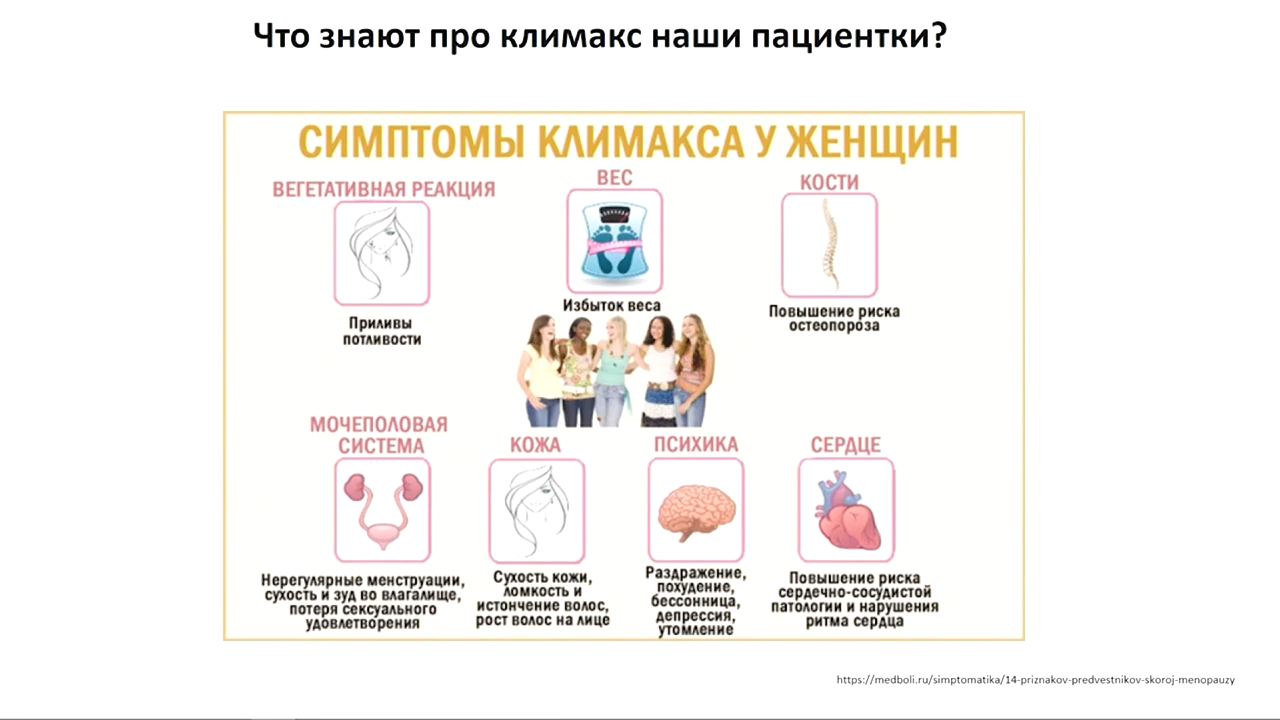 Что знают про климакс наши пациентки?
СИМПТОМЫ КЛИМАКСА У ЖЕНЩИН
ВЕГЕТАТИВНАЯ РЕАКЦИЯ
Приливы
потливости
ВЕС
Избыток веса
КОСТИ
Повышение риска
остеопороза
МОЧЕПОЛОВАЯ
СИСТЕМА
Нерегулярные менструации,
сухость и зуд во влагалище,
потеря сексуального
удовлетворения
КОЖА
Сухость кожи,
ломкость и
истончение волос,
рост волос на лице
ПСИХИКА
Раздражение,
похудение,
бессонница,
депрессия,
утомление
СЕРДЦЕ
Повышение риска
сердечно-сосудистой
патологии и нарушения
ритма сердца
https://medboli.ru/simptomatika/14-priznakov-predvestnikov-skoroj-menopauzy